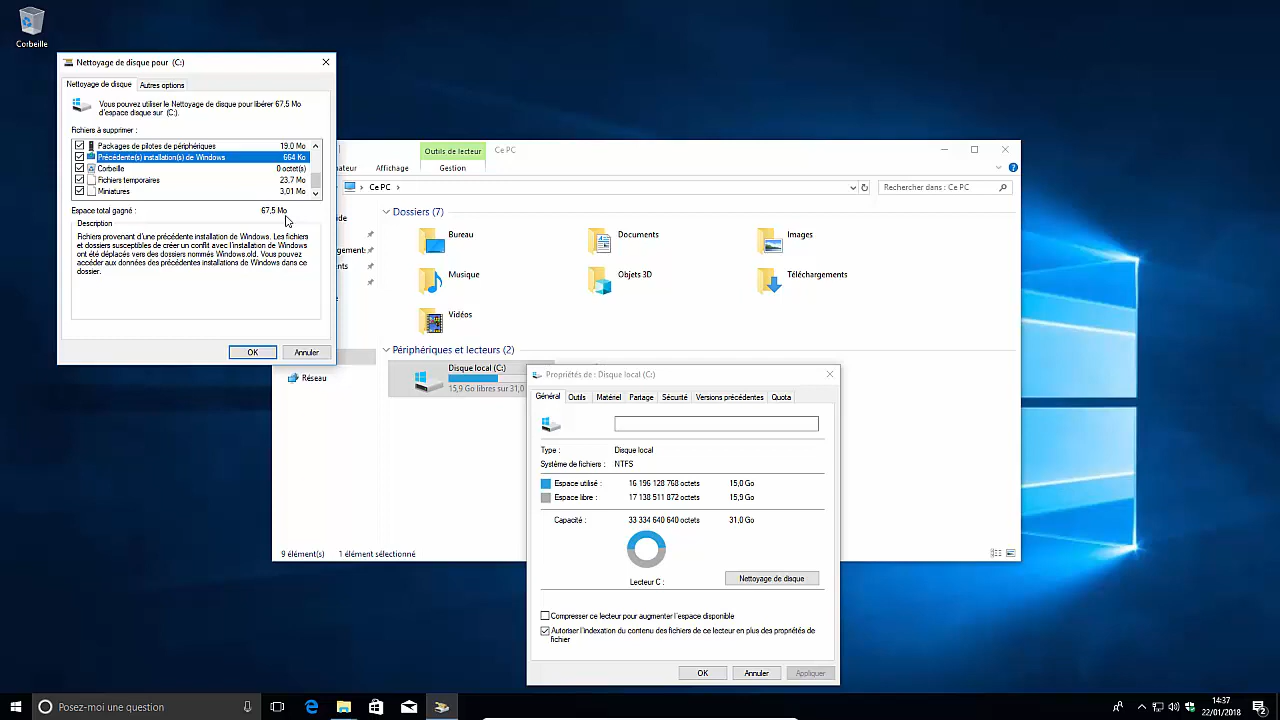 Corbeille
Nettoyage de disque pour (C:)
Nettoyage de disque
Autres options
Vous pouvez utiliser le Nettoyage de disque pour libérer 67,5 Mo
d'espace disque sur (C:).
Fichiers à supprimer :
Packages de pilotes de périphériques 19,0 Mo
Précédente(s) installation(s) de Windows 664 Ko
Corbeille 0 octet(s)
Fichiers temporaires 23,7 Mo
Miniatures 3,01 Mo
Espace total gagné : 67,5 Mo
Description
Fichiers provenant d'une précédente installation de Windows. Les fichiers
et dossiers susceptibles de créer un conflit avec l'installation de Windows
ont été déplacés vers des dossiers nommés Windows.old. Vous pouvez
accéder aux données des précédentes installations de Windows dans ce
dossier.
OK
Annuler
Outils de lecteur
Ce PC
Affichage
Gestion
Ce PC
Rechercher dans : Ce PC
Dossiers (7)
Bureau
Documents
Images
Musique
Objets 3D
Téléchargements
Vidéos
Périphériques et lecteurs (2)
Disque local (C:)
15,9 Go libres sur 31,0
Réseau
9 élément(s)
1 élément sélectionné
Propriétés de : Disque local (C:)
Général
Outils
Matériel
Partage
Sécurité
Versions précédentes
Quota
Type : Disque local
Système de fichiers : NTFS
Espace utilisé : 16 196 128 768 octets 15,0 Go
Espace libre : 17 138 511 872 octets 15,9 Go
Capacité : 33 334 640 640 octets 31,0 Go
Lecteur C :
Nettoyage de disque
Compresser ce lecteur pour augmenter l'espace disponible
Autoriser l'indexation du contenu des fichiers de ce lecteur en plus des propriétés de
fichier
OK
Annuler
Appliquer
Posez-moi une question
14:37
22/01/2018
2